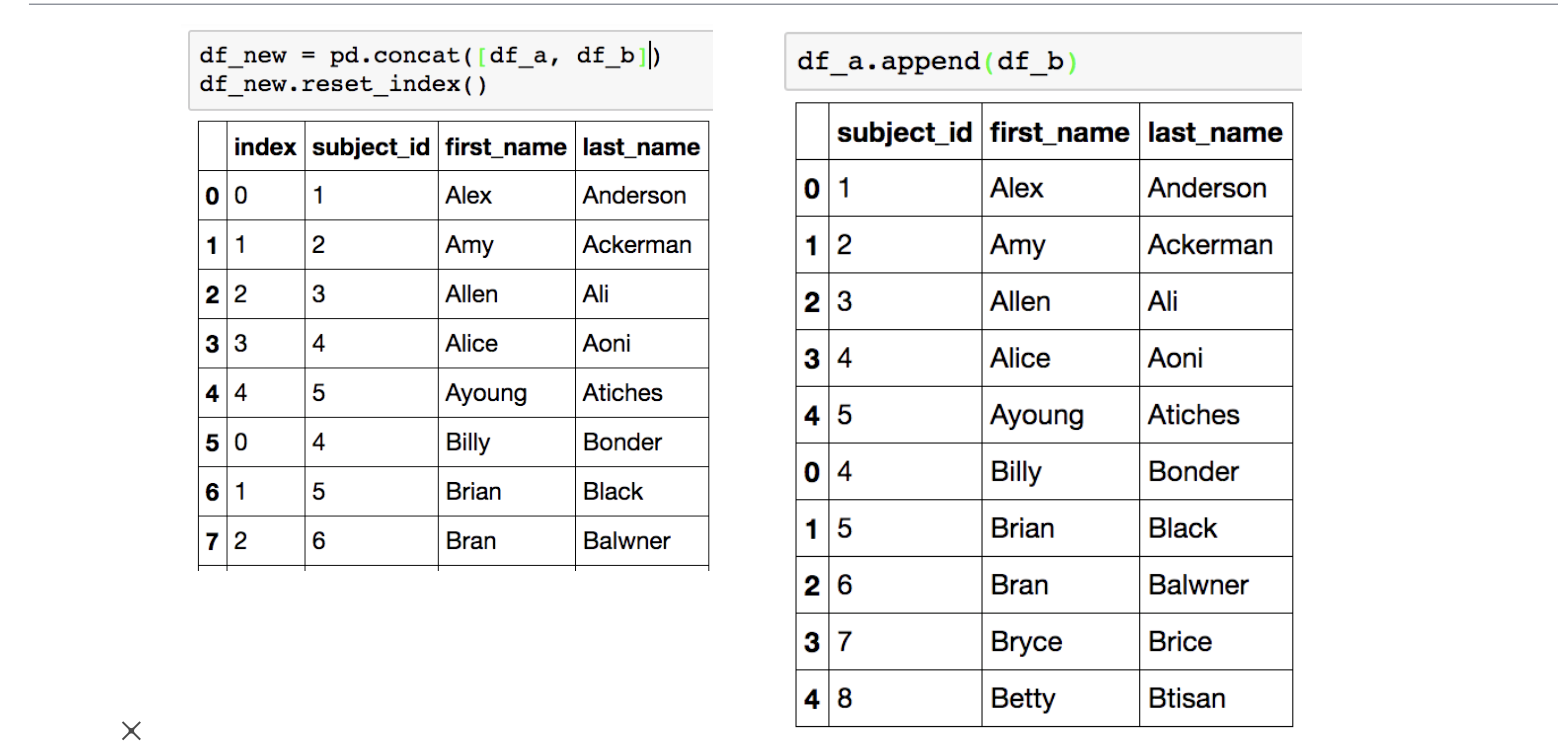 df_new = pd.concat([df_a, df_b])
df_new.reset_index()
index subject_id first_name last_name
0 0 1 Alex Anderson
1 1 2 Amy Ackerman
2 2 3 Allen Ali
3 3 4 Alice Aoni
4 4 5 Ayoung Atiches
5 0 4 Billy Bonder
6 1 5 Brian Black
7 2 6 Bran Balwner
df_a.append(df_b)
subject_id first_name last_name
0 1 Alex Anderson
1 2 Amy Ackerman
2 3 Allen Ali
3 4 Alice Aoni
4 5 Ayoung Atiches
0 4 Billy Bonder
1 5 Brian Black
2 6 Bran Balwner
3 7 Bryce Brice
4 8 Betty Btisan